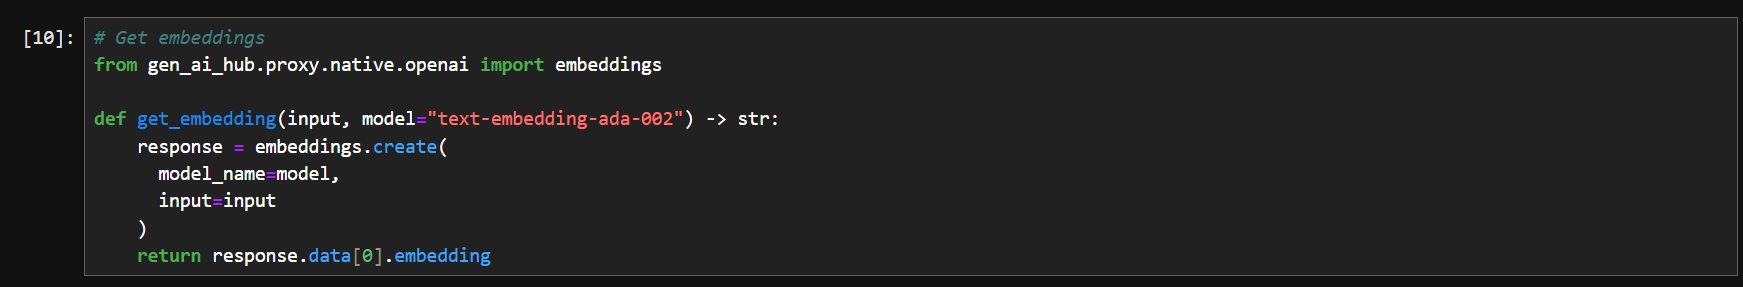 [10]: # Get embeddings
from gen_ai_hub.proxy.native.openai import embeddings

def get_embedding(input, model="text-embedding-ada-002") -> str:
    response = embeddings.create(
      model_name=model,
      input=input
    )
    return response.data[0].embedding